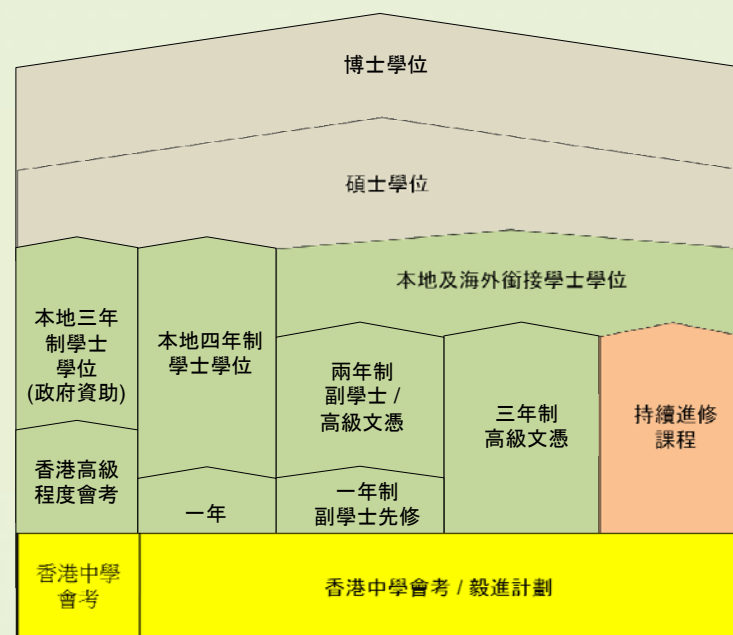 博士學位
碩士學位
本地及海外銜接學士學位
本地三年
制學士
學位
(政府資助)
本地四年制
學士學位
兩年制
副學士 /
高級文憑
三年制
高級文憑
持續進修
課程
香港高級
程度會考
一年
一年制
副學士先修
香港中學
會考
香港中學會考 / 毅進計劃